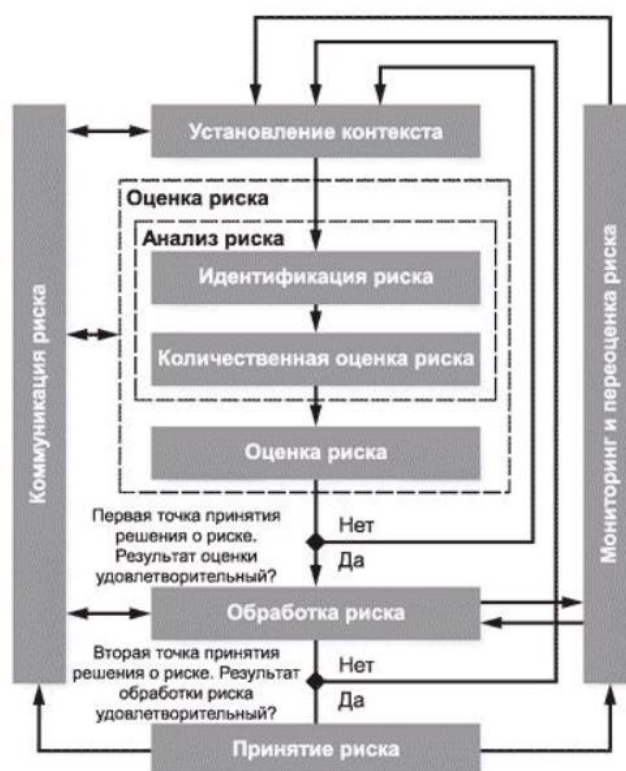 Установление контекста
Оценка риска
Анализ риска
Идентификация риска
Количественная оценка риска
Оценка риска
Первая точка принятия
решения о риске.
Результат оценки
удовлетворительный?
Нет
Да
Обработка риска
Вторая точка принятия
решения о риске. Результат
обработки риска
удовлетворительный?
Нет
Да
Принятие риска
Коммуникация риска
Мониторинг и переоценка риска